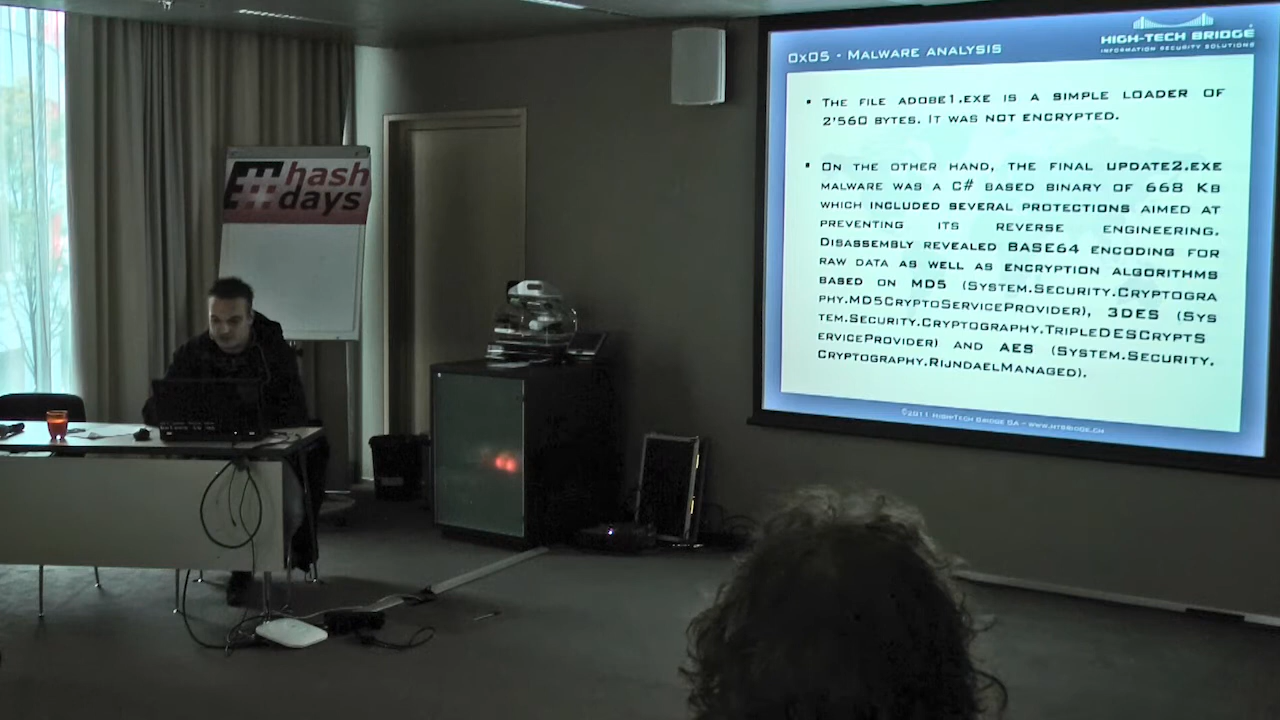 hash
days
HIGH-TECH BRIDGE
INFORMATION SECURITY SOLUTIONS
0x05 - MALWARE ANALYSIS
• THE FILE ADOBE1.EXE IS A SIMPLE LOADER OF
2'560 BYTES. IT WAS NOT ENCRYPTED.
• ON THE OTHER HAND, THE FINAL UPDATE2.EXE
MALWARE WAS A C# BASED BINARY OF 668 KB
WHICH INCLUDED SEVERAL PROTECTIONS AIMED AT
PREVENTING ITS REVERSE ENGINEERING.
DISASSEMBLY REVEALED BASE64 ENCODING FOR
RAW DATA AS WELL AS ENCRYPTION ALGORITHMS
BASED ON MD5 (SYSTEM.SECURITY.CRYPTOGRA
PHY.MD5CRYPTOSERVICEPROVIDER), 3DES (SYS
TEM.SECURITY.CRYPTOGRAPHY.TRIPLEDESCRYPTS
ERVICEPROVIDER) AND AES (SYSTEM.SECURITY.
CRYPTOGRAPHY.RIJNDAELMANAGED).
©2011 HIGH-TECH BRIDGE SA – WWW.HTBRIDGE.CH